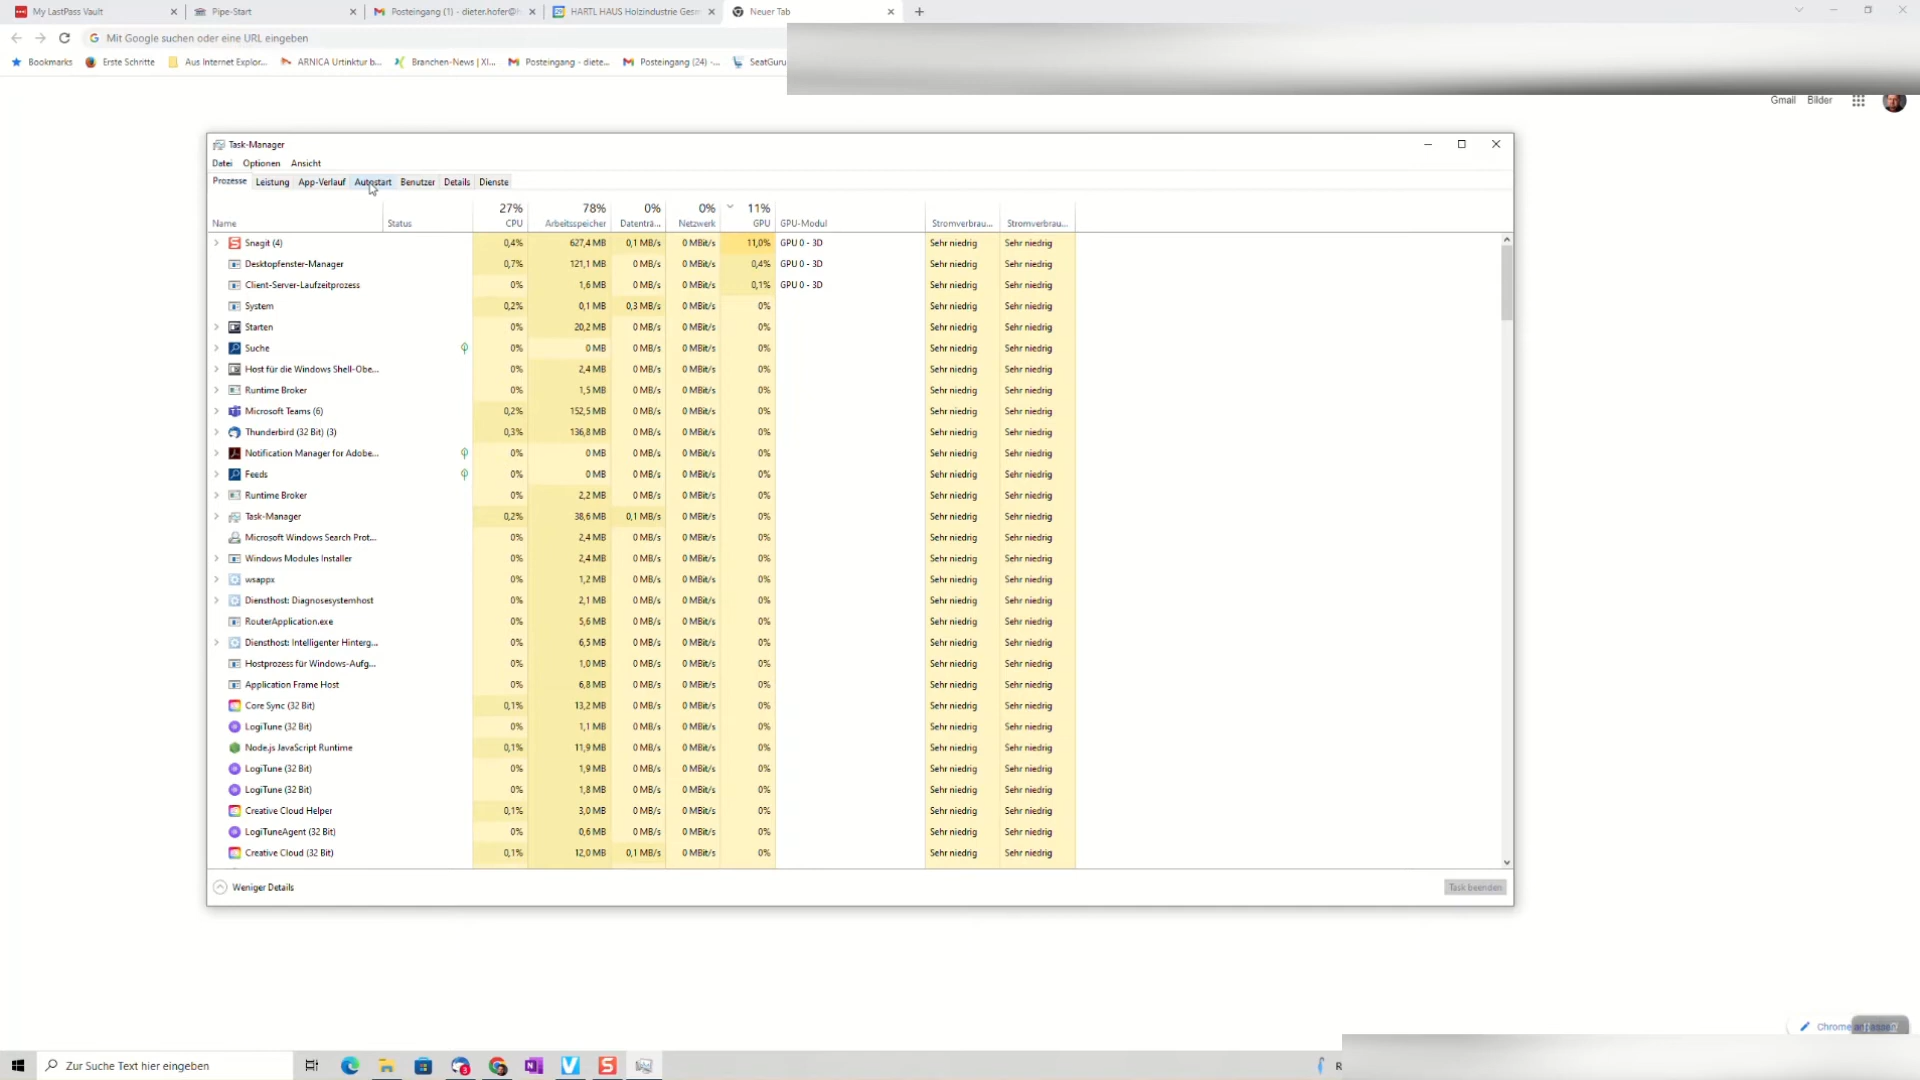 My LastPass Vault
Pipe-Start
Posteingang (1) - dieter.hofer@h
HARTL HAUS Holzindustrie Gesm
Neuer Tab
Mit Google suchen oder eine URL eingeben
Bookmarks Erste Schritte Aus Internet Explor... ARNICA Urtinktur b... Branchen-News | XI... Posteingang - diete... Posteingang (24) -... SeatGuru
Gmail Bilder
Task-Manager
Datei Optionen Ansicht
Prozesse Leistung App-Verlauf Autostart Benutzer Details Dienste
27% 78% 0% 0% 11%
Name Status CPU Arbeitsspeicher Datenträ... Netzwerk GPU GPU-Modul Stromverbrau... Stromverbrau...
Snagit (4) 0,4% 627,4 MB 0,1 MB/s 0 MBit/s 11,0% GPU 0 - 3D Sehr niedrig Sehr niedrig
Desktopfenster-Manager 0,7% 121,1 MB 0 MB/s 0 MBit/s 0,4% GPU 0 - 3D Sehr niedrig Sehr niedrig
Client-Server-Laufzeitprozess 0% 1,6 MB 0 MB/s 0 MBit/s 0,1% GPU 0 - 3D Sehr niedrig Sehr niedrig
System 0,2% 0,1 MB 0,3 MB/s 0 MBit/s 0% Sehr niedrig Sehr niedrig
Starten 0% 20,2 MB 0 MB/s 0 MBit/s 0% Sehr niedrig Sehr niedrig
Suche 0% 0 MB 0 MB/s 0 MBit/s 0% Sehr niedrig Sehr niedrig
Host für die Windows Shell-Obe... 0% 2,4 MB 0 MB/s 0 MBit/s 0% Sehr niedrig Sehr niedrig
Runtime Broker 0% 1,5 MB 0 MB/s 0 MBit/s 0% Sehr niedrig Sehr niedrig
Microsoft Teams (6) 0,2% 152,5 MB 0 MB/s 0 MBit/s 0% Sehr niedrig Sehr niedrig
Thunderbird (32 Bit) (3) 0,3% 136,8 MB 0 MB/s 0 MBit/s 0% Sehr niedrig Sehr niedrig
Notification Manager for Adobe... 0% 0 MB 0 MB/s 0 MBit/s 0% Sehr niedrig Sehr niedrig
Feeds 0% 0 MB 0 MB/s 0 MBit/s 0% Sehr niedrig Sehr niedrig
Runtime Broker 0% 2,2 MB 0 MB/s 0 MBit/s 0% Sehr niedrig Sehr niedrig
Task-Manager 0,2% 38,6 MB 0,1 MB/s 0 MBit/s 0% Sehr niedrig Sehr niedrig
Microsoft Windows Search Prot... 0% 2,4 MB 0 MB/s 0 MBit/s 0% Sehr niedrig Sehr niedrig
Windows Modules Installer 0% 2,4 MB 0 MB/s 0 MBit/s 0% Sehr niedrig Sehr niedrig
wsappx 0% 1,2 MB 0 MB/s 0 MBit/s 0% Sehr niedrig Sehr niedrig
Diensthost: Diagnosesystemhost 0% 2,1 MB 0 MB/s 0 MBit/s 0% Sehr niedrig Sehr niedrig
RouterApplication.exe 0% 5,6 MB 0 MB/s 0 MBit/s 0% Sehr niedrig Sehr niedrig
Diensthost: Intelligenter Hinterg... 0% 6,5 MB 0 MB/s 0 MBit/s 0% Sehr niedrig Sehr niedrig
Hostprozess für Windows-Aufg... 0% 1,0 MB 0 MB/s 0 MBit/s 0% Sehr niedrig Sehr niedrig
Application Frame Host 0% 6,8 MB 0 MB/s 0 MBit/s 0% Sehr niedrig Sehr niedrig
Core Sync (32 Bit) 0,1% 13,2 MB 0 MB/s 0 MBit/s 0% Sehr niedrig Sehr niedrig
LogiTune (32 Bit) 0% 1,1 MB 0 MB/s 0 MBit/s 0% Sehr niedrig Sehr niedrig
Node.js JavaScript Runtime 0,1% 11,9 MB 0 MB/s 0 MBit/s 0% Sehr niedrig Sehr niedrig
LogiTune (32 Bit) 0% 1,9 MB 0 MB/s 0 MBit/s 0% Sehr niedrig Sehr niedrig
LogiTune (32 Bit) 0% 1,8 MB 0 MB/s 0 MBit/s 0% Sehr niedrig Sehr niedrig
Creative Cloud Helper 0,1% 3,0 MB 0 MB/s 0 MBit/s 0% Sehr niedrig Sehr niedrig
LogiTuneAgent (32 Bit) 0% 0,6 MB 0 MB/s 0 MBit/s 0% Sehr niedrig Sehr niedrig
Creative Cloud (32 Bit) 0,1% 12,0 MB 0,1 MB/s 0 MBit/s 0% Sehr niedrig Sehr niedrig
Weniger Details Task beenden
Chrome
Zur Suche Text hier eingeben
R